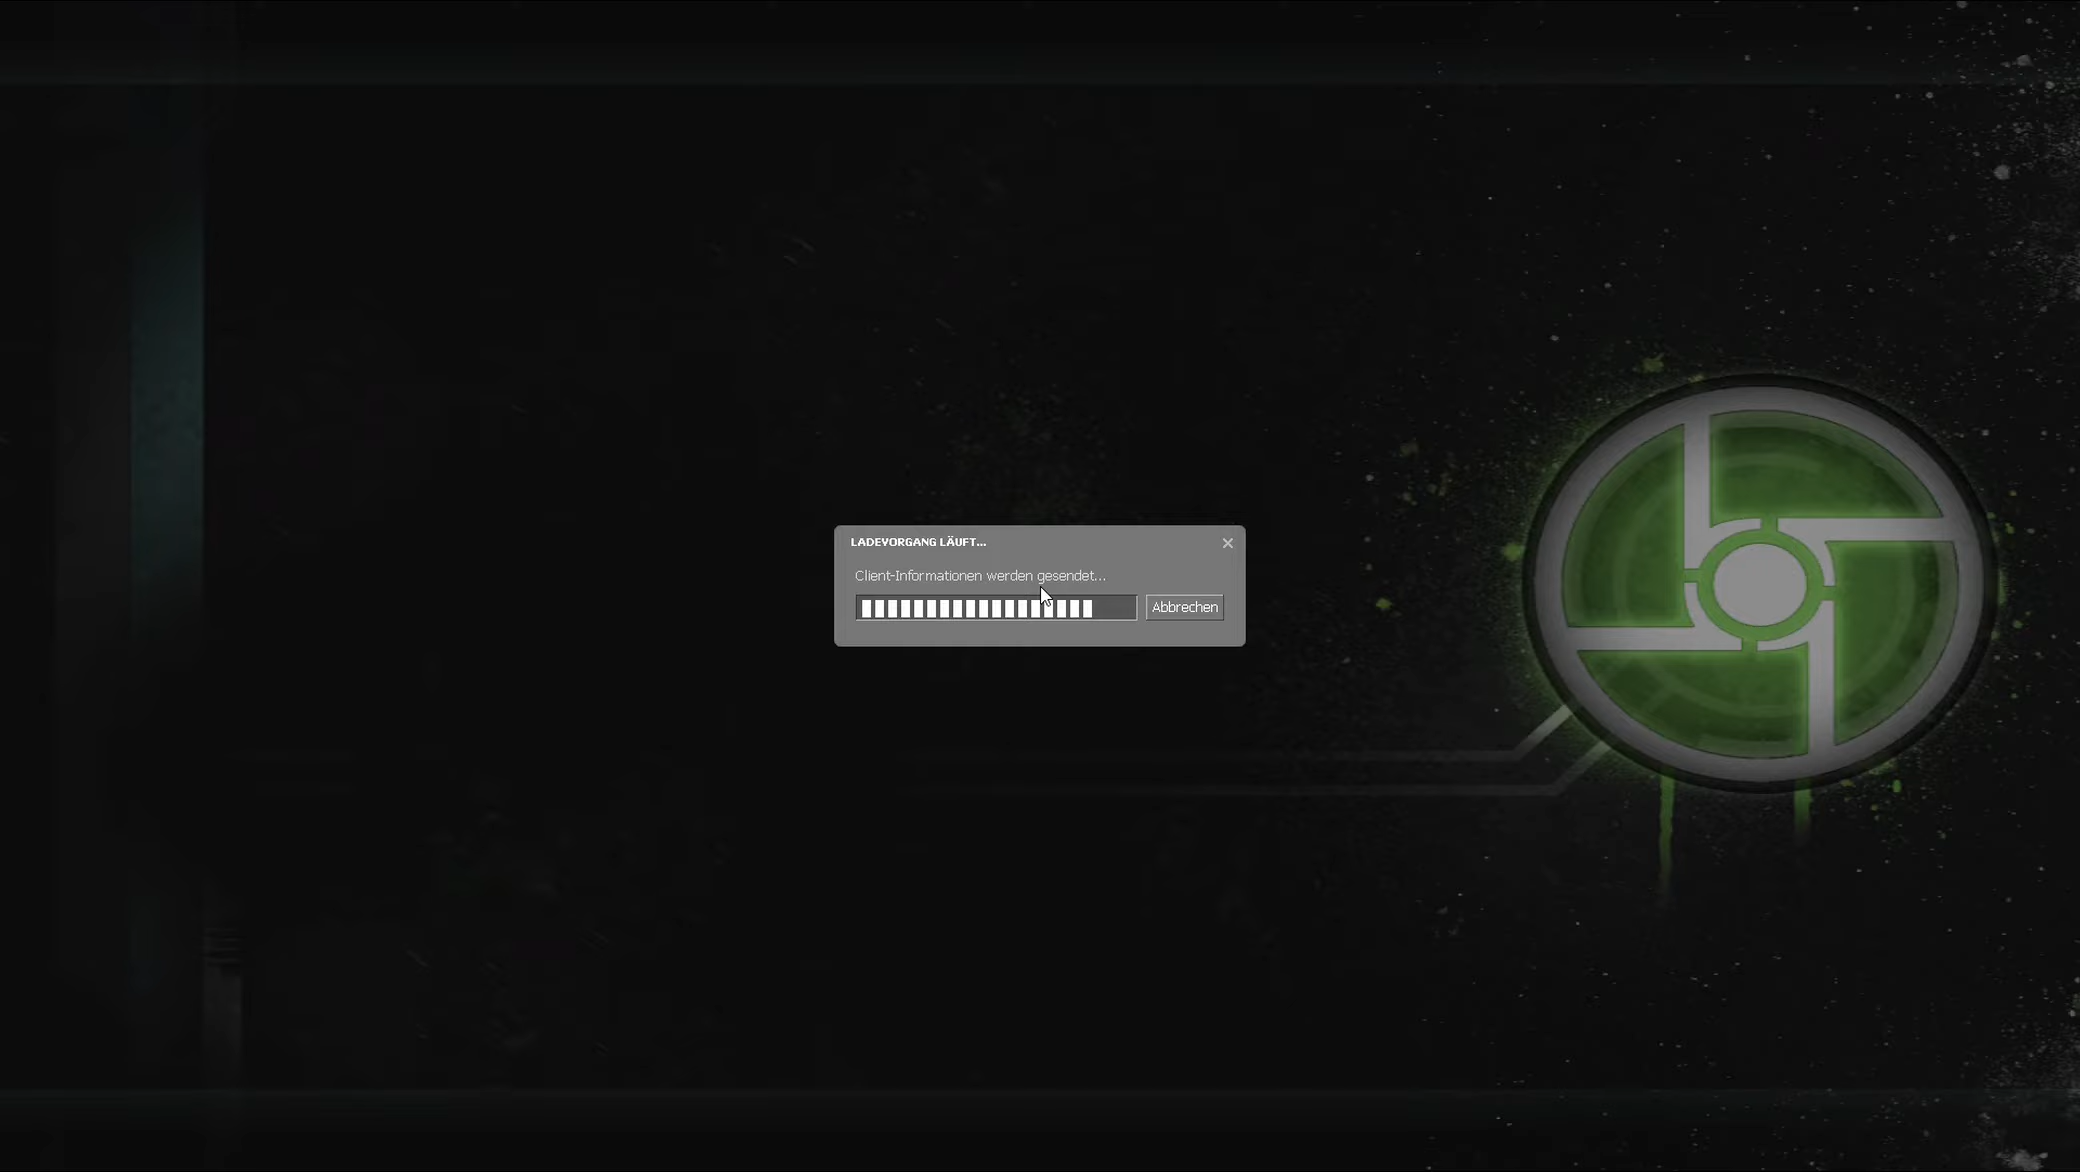 LADEVORGANG LÄUFT...
Client-Informationen werden gesendet...
Abbrechen